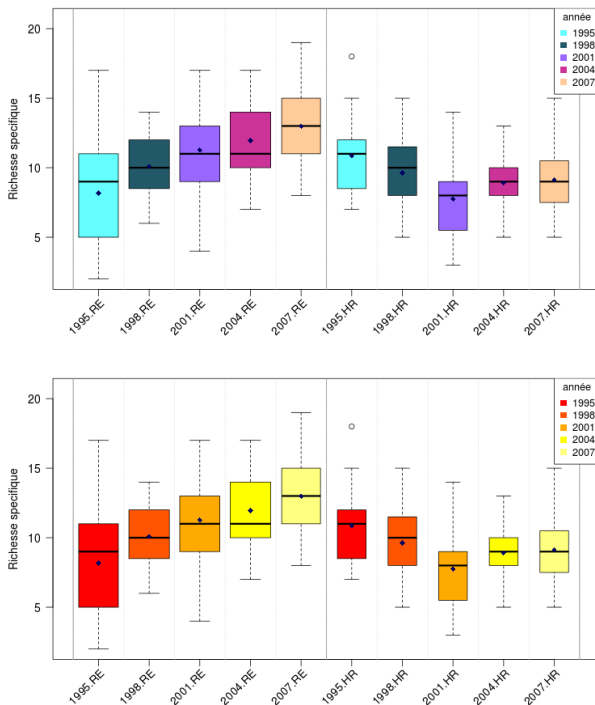 Richesse specifique
20
15
10
5
année
1995
1998
2001
2004
2007
1995.RE
1998.RE
2001.RE
2004.RE
2007.RE
1995.HR
1998.HR
2001.HR
2004.HR
2007.HR
Richesse specifique
20
15
10
5
année
1995
1998
2001
2004
2007
1995.RE
1998.RE
2001.RE
2004.RE
2007.RE
1995.HR
1998.HR
2001.HR
2004.HR
2007.HR